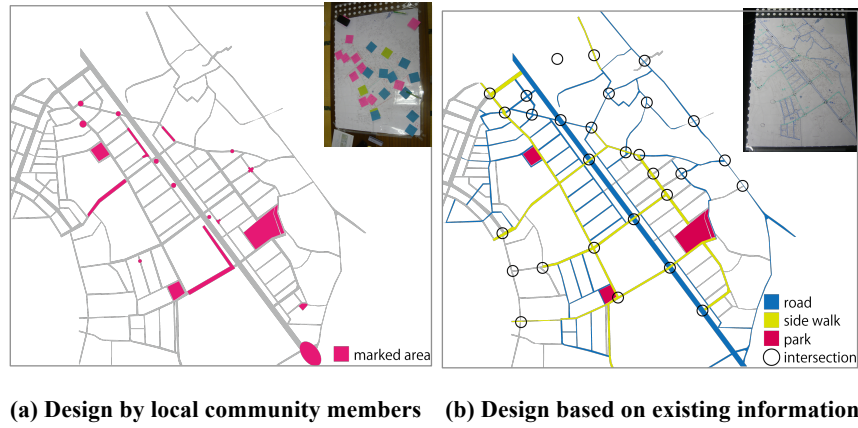 marked area
road
side walk
park
intersection
(a) Design by local community members
(b) Design based on existing information